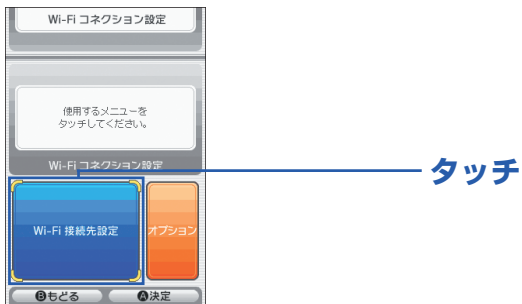 Wi-Fi コネクション設定
使用するメニューを
タッチしてください。
Wi-Fi コネクション設定
タッチ
Wi-Fi 接続先設定
オプション
Ⓑもどる
Ⓐ決定